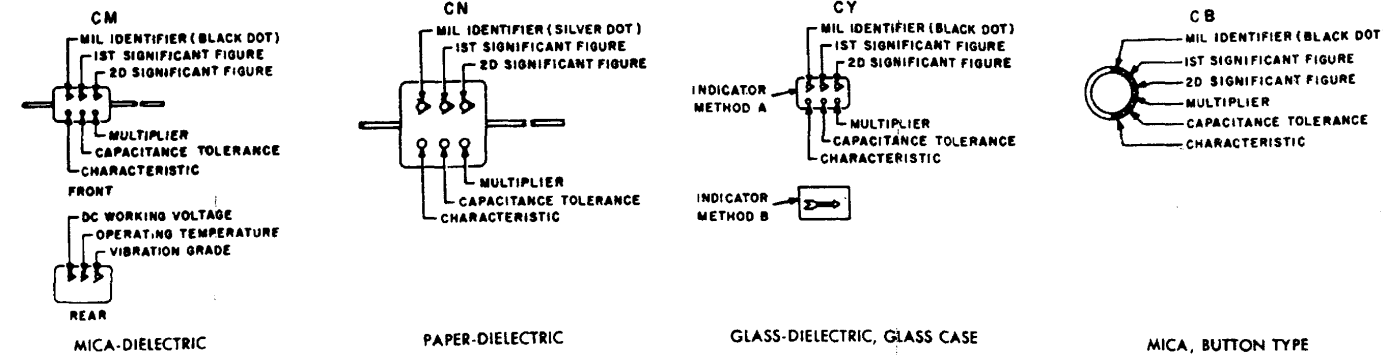 CM
MIL IDENTIFIER (BLACK DOT)
1ST SIGNIFICANT FIGURE
2D SIGNIFICANT FIGURE
MULTIPLIER
CAPACITANCE TOLERANCE
CHARACTERISTIC
FRONT
DC WORKING VOLTAGE
OPERATING TEMPERATURE
VIBRATION GRADE
REAR
MICA-DIELECTRIC
CN
MIL IDENTIFIER (SILVER DOT)
1ST SIGNIFICANT FIGURE
2D SIGNIFICANT FIGURE
MULTIPLIER
CAPACITANCE TOLERANCE
CHARACTERISTIC
PAPER-DIELECTRIC
CY
MIL IDENTIFIER (BLACK DOT)
1ST SIGNIFICANT FIGURE
2D SIGNIFICANT FIGURE
INDICATOR
METHOD A
MULTIPLIER
CAPACITANCE TOLERANCE
CHARACTERISTIC
INDICATOR
METHOD B
GLASS-DIELECTRIC, GLASS CASE
CB
MIL IDENTIFIER (BLACK DOT
1ST SIGNIFICANT FIGURE
2D SIGNIFICANT FIGURE
MULTIPLIER
CAPACITANCE TOLERANCE
CHARACTERISTIC
MICA, BUTTON TYPE